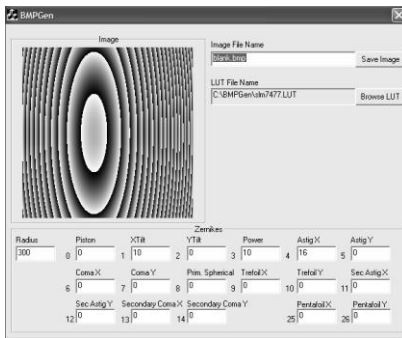 BMPGen
Image
Image File Name
blank.bmp
Save Image
LUT File Name
C:\BMPGen\slm7477.LUT
Browse LUT
Zernikes
Radius Piston XTilt YTilt Power Astig X Astig Y
300 0 0 1 10 2 0 3 10 4 16 5 0
Coma X Coma Y Prim. Spherical Trefoil X Trefoil Y Sec Astig X
6 0 7 0 8 0 9 0 10 0 11 0
Sec Astig Y Secondary Coma X Secondary Coma Y Pentafoil X Pentafoil Y
12 0 13 0 14 0 25 0 26 0